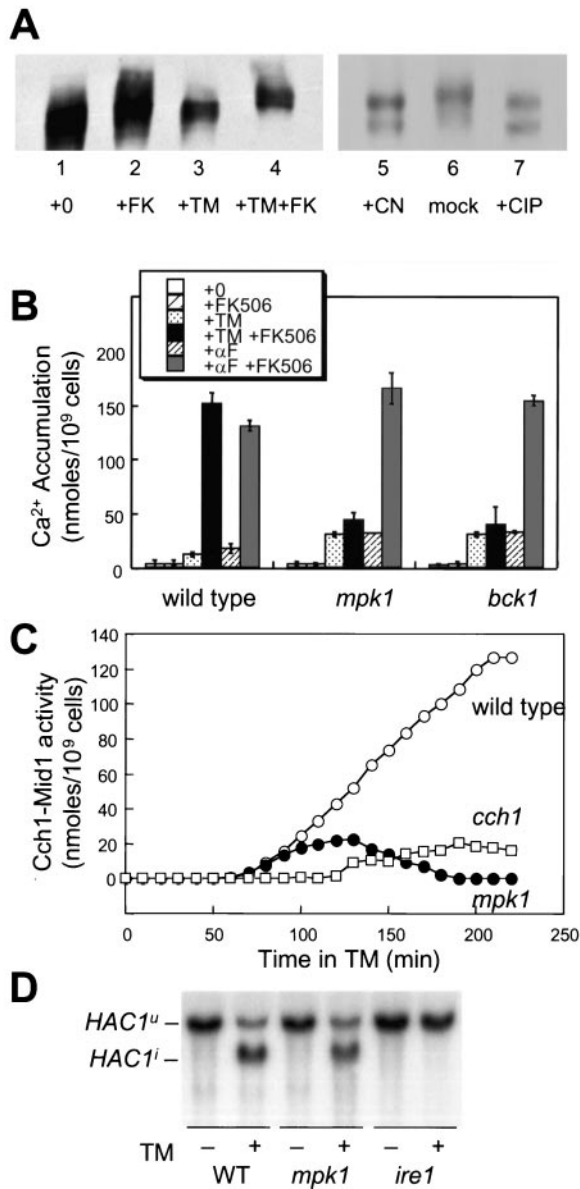 A
1 2 3 4 5 6 7
+0 +FK +TM +TM+FK +CN mock +CIP
B
+0
+FK506
+TM
+TM +FK506
+αF
+αF +FK506
Ca²⁺ Accumulation
(nmoles/10⁹ cells)
200
150
100
50
0
wild type mpk1 bck1
C
Cch1-Mid1 activity
(nmoles/10⁹ cells)
140
120
100
80
60
40
20
0
wild type
cch1
mpk1
0 50 100 150 200 250
Time in TM (min)
D
HAC1ᵘ –
HAC1ⁱ –
TM – + – + – +
WT mpk1 ire1